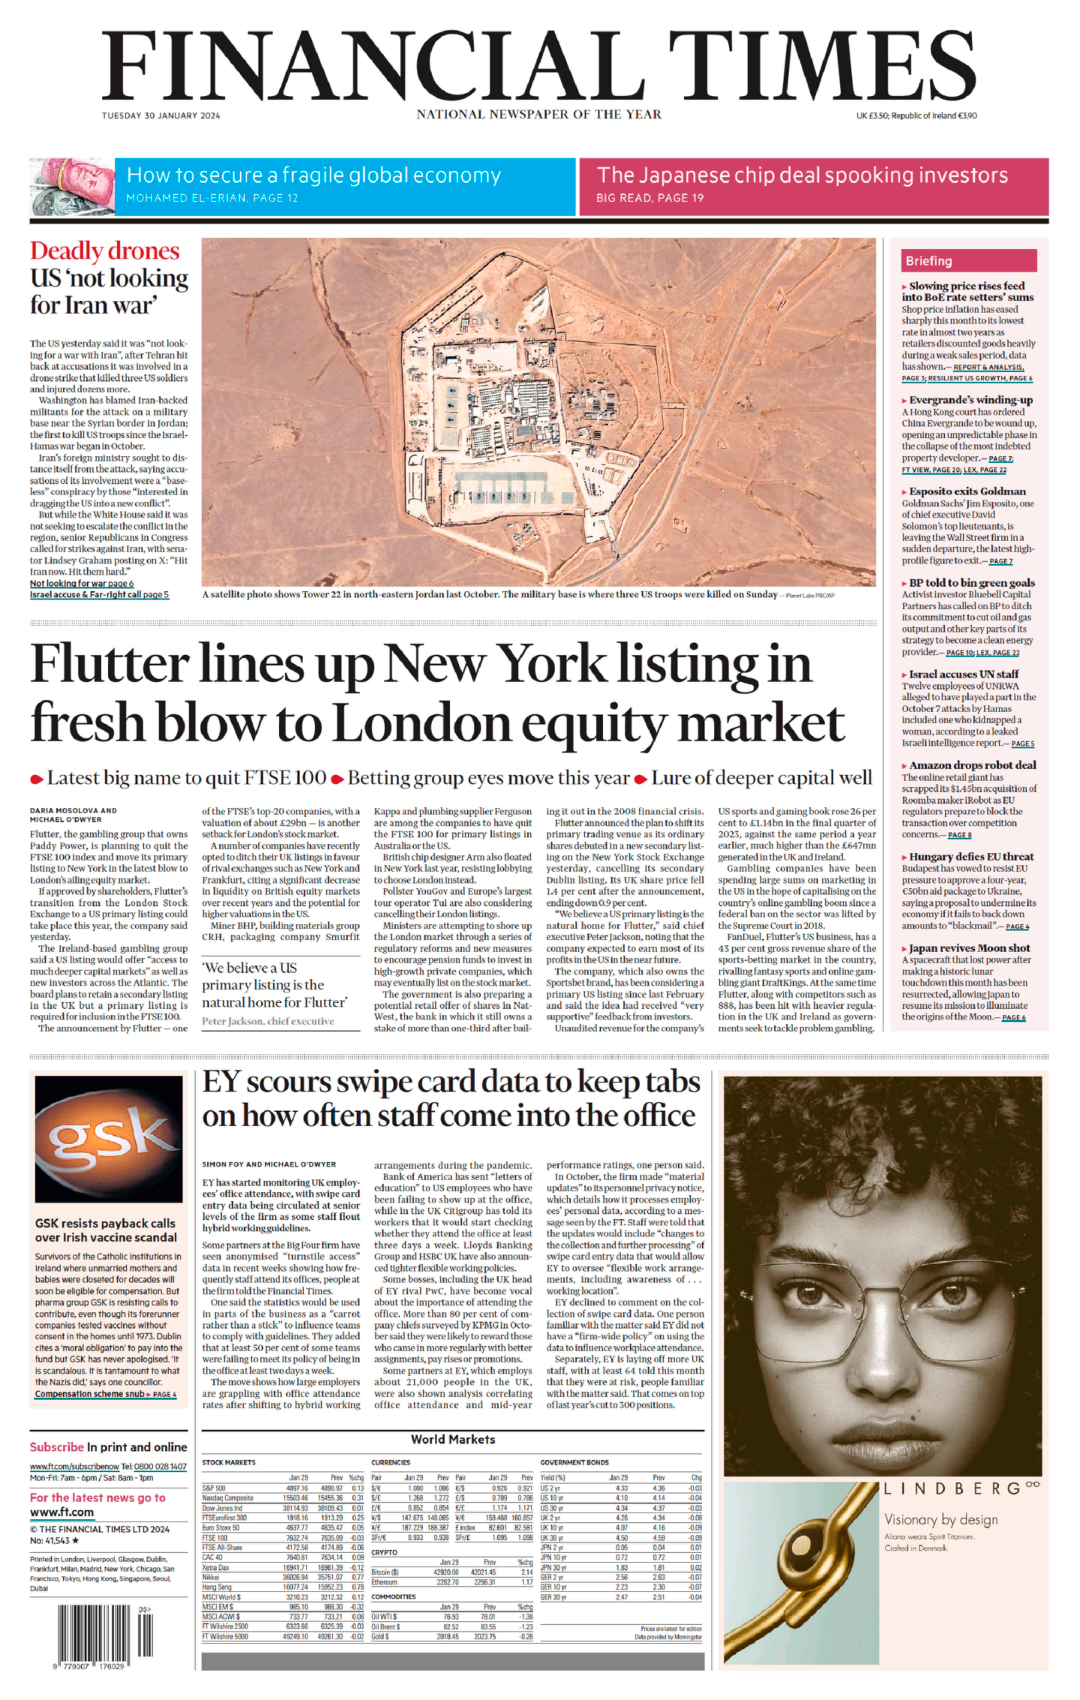 FINANCIAL TIMES
TUESDAY 30 JANUARY 2024
NATIONAL NEWSPAPER OF THE YEAR
UK £3.50; Republic of Ireland €3.90
How to secure a fragile global economy
MOHAMED EL-ERIAN, PAGE 12
The Japanese chip deal spooking investors
BIG READ, PAGE 19
Deadly drones
US ‘not looking
for Iran war’
The US yesterday said it was “not look-
ing for a war with Iran”, after Tehran hit
back at accusations it was involved in a
drone strike that killed three US soldiers
and injured dozens more.
Washington has blamed Iran-backed
militants for the attack on a military
base near the Syrian border in Jordan;
the first to kill US troops since the Israel-
Hamas war began in October.
Iran’s foreign ministry sought to dis-
tance itself from the attack, saying accu-
sations of its involvement were a “base-
less” conspiracy by those “interested in
dragging the US into a new conflict”.
But while the White House said it was
not seeking to escalate the conflict in the
region, senior Republicans in Congress
called for strikes against Iran, with sena-
tor Lindsey Graham posting on X: “Hit
Iran now. Hit them hard.”
Not looking for war page 6
Israel accuse & Far-right call page 5
A satellite photo shows Tower 22 in north-eastern Jordan last October. The military base is where three US troops were killed on Sunday — Planet Labs PBC/AP
Briefing
▸ Slowing price rises feed
into BoE rate setters’ sums
Shop price inflation has eased
sharply this month to its lowest
rate in almost two years as
retailers discounted goods heavily
during a weak sales period, data
has shown.— REPORT & ANALYSIS,
PAGE 3; RESILIENT US GROWTH, PAGE 6
▸ Evergrande’s winding-up
A Hong Kong court has ordered
China Evergrande to be wound up,
opening an unpredictable phase in
the collapse of the most indebted
property developer.— PAGE 7;
FT VIEW, PAGE 20; LEX, PAGE 22
▸ Esposito exits Goldman
Goldman Sachs’ Jim Esposito, one
of chief executive David
Solomon’s top lieutenants, is
leaving the Wall Street firm in a
sudden departure, the latest high-
profile figure to exit.— PAGE 7
▸ BP told to bin green goals
Activist investor Bluebell Capital
Partners has called on BP to ditch
its commitment to cut oil and gas
output and other key parts of its
strategy to become a clean energy
provider.— PAGE 10; LEX, PAGE 22
▸ Israel accuses UN staff
Twelve employees of UNRWA
alleged to have played a part in the
October 7 attacks by Hamas
included one who kidnapped a
woman, according to a leaked
Israeli intelligence report.— PAGE 5
▸ Amazon drops robot deal
The online retail giant has
scrapped its $1.45bn acquisition of
Roomba maker iRobot as EU
regulators prepare to block the
transaction over competition
concerns.— PAGE 8
▸ Hungary defies EU threat
Budapest has vowed to resist EU
pressure to approve a four-year,
€50bn aid package to Ukraine,
saying a proposal to undermine its
economy if it fails to back down
amounts to “blackmail”.— PAGE 4
▸ Japan revives Moon shot
A spacecraft that lost power after
making a historic lunar
touchdown this month has been
resurrected, allowing Japan to
resume its mission to illuminate
the origins of the Moon.— PAGE 6
Flutter lines up New York listing in
fresh blow to London equity market
Latest big name to quit FTSE 100 Betting group eyes move this year Lure of deeper capital well
DARIA MOSOLOVA AND
MICHAEL O’DWYER
Flutter, the gambling group that owns
Paddy Power, is planning to quit the
FTSE 100 index and move its primary
listing to New York in the latest blow to
London’s ailing equity market.
If approved by shareholders, Flutter’s
transition from the London Stock
Exchange to a US primary listing could
take place this year, the company said
yesterday.
The Ireland-based gambling group
said a US listing would offer “access to
much deeper capital markets” as well as
new investors across the Atlantic. The
board plans to retain a secondary listing
in the UK but a primary listing is
required for inclusion in the FTSE 100.
The announcement by Flutter — one
of the FTSE’s top-20 companies, with a
valuation of about £29bn — is another
setback for London’s stock market.
A number of companies have recently
opted to ditch their UK listings in favour
of rival exchanges such as New York and
Frankfurt, citing a significant decrease
in liquidity on British equity markets
over recent years and the potential for
higher valuations in the US.
Miner BHP, building materials group
CRH, packaging company Smurfit
‘We believe a US
primary listing is the
natural home for Flutter’
Peter Jackson, chief executive
Kappa and plumbing supplier Ferguson
are among the companies to have quit
the FTSE 100 for primary listings in
Australia or the US.
British chip designer Arm also floated
in New York last year, resisting lobbying
to choose London instead.
Pollster YouGov and Europe’s largest
tour operator Tui are also considering
cancelling their London listings.
Ministers are attempting to shore up
the London market through a series of
regulatory reforms and new measures
to encourage pension funds to invest in
high-growth private companies, which
may eventually list on the stock market.
The government is also preparing a
potential retail offer of shares in Nat-
West, the bank in which it still owns a
stake of more than one-third after bail-
ing it out in the 2008 financial crisis.
Flutter announced the plan to shift its
primary trading venue as its ordinary
shares debuted in a new secondary list-
ing on the New York Stock Exchange
yesterday, cancelling its secondary
Dublin listing. Its UK share price fell
1.4 per cent after the announcement,
ending down 0.9 per cent.
“We believe a US primary listing is the
natural home for Flutter,” said chief
executive Peter Jackson, noting that the
company expected to earn most of its
profits in the US in the near future.
The company, which also owns the
Sportsbet brand, has been considering a
primary US listing since last February
and said the idea had received “very
supportive” feedback from investors.
Unaudited revenue for the company’s
US sports and gaming book rose 26 per
cent to £1.14bn in the final quarter of
2023, against the same period a year
earlier, much higher than the £647mn
generated in the UK and Ireland.
Gambling companies have been
spending large sums on marketing in
the US in the hope of capitalising on the
country’s online gambling boom since a
federal ban on the sector was lifted by
the Supreme Court in 2018.
FanDuel, Flutter’s US business, has a
43 per cent gross revenue share of the
sports-betting market in the country,
rivalling fantasy sports and online gam-
bling giant DraftKings. At the same time
Flutter, along with competitors such as
888, has been hit with heavier regula-
tion in the UK and Ireland as govern-
ments seek to tackle problem gambling.
gsk
GSK resists payback calls
over Irish vaccine scandal
Survivors of the Catholic institutions in
Ireland where unmarried mothers and
babies were closeted for decades will
soon be eligible for compensation. But
pharma group GSK is resisting calls to
contribute, even though its forerunner
companies tested vaccines without
consent in the homes until 1973. Dublin
cites a ‘moral obligation’ to pay into the
fund but GSK has never apologised. ‘It
is scandalous. It is tantamount to what
the Nazis did,’ says one councillor.
Compensation scheme snub ▸ PAGE 4
EY scours swipe card data to keep tabs
on how often staff come into the office
SIMON FOY AND MICHAEL O’DWYER
EY has started monitoring UK employ-
ees’ office attendance, with swipe card
entry data being circulated at senior
levels of the firm as some staff flout
hybrid working guidelines.
Some partners at the Big Four firm have
seen anonymised “turnstile access”
data in recent weeks showing how fre-
quently staff attend its offices, people at
the firm told the Financial Times.
One said the statistics would be used
in parts of the business as a “carrot
rather than a stick” to influence teams
to comply with guidelines. They added
that at least 50 per cent of some teams
were failing to meet its policy of being in
the office at least two days a week.
The move shows how large employers
are grappling with office attendance
rates after shifting to hybrid working
arrangements during the pandemic.
Bank of America has sent “letters of
education” to US employees who have
been failing to show up at the office,
while in the UK Citigroup has told its
workers that it would start checking
whether they attend the office at least
three days a week. Lloyds Banking
Group and HSBC UK have also announ-
ced tighter flexible working policies.
Some bosses, including the UK head
of EY rival PwC, have become vocal
about the importance of attending the
office. More than 80 per cent of com-
pany chiefs surveyed by KPMG in Octo-
ber said they were likely to reward those
who came in more regularly with better
assignments, pay rises or promotions.
Some partners at EY, which employs
about 21,000 people in the UK,
were also shown analysis correlating
office attendance and mid-year
performance ratings, one person said.
In October, the firm made “material
updates” to its personnel privacy notice,
which details how it processes employ-
ees’ personal data, according to a mes-
sage seen by the FT. Staff were told that
the updates would include “changes to
the collection and further processing” of
swipe card entry data that would allow
EY to oversee “flexible work arrange-
ments, including awareness of . . .
working location”.
EY declined to comment on the col-
lection of swipe card data. One person
familiar with the matter said EY did not
have a “firm-wide policy” on using the
data to influence workplace attendance.
Separately, EY is laying off more UK
staff, with at least 64 told this month
that they were at risk, people familiar
with the matter said. That comes on top
of last year’s cut to 300 positions.
Subscribe In print and online
www.ft.com/subscribenow Tel: 0800 028 1407
Mon-Fri: 7am - 6pm / Sat: 8am - 1pm
For the latest news go to
www.ft.com
© THE FINANCIAL TIMES LTD 2024
No: 41,543 ★
Printed in London, Liverpool, Glasgow, Dublin,
Frankfurt, Milan, Madrid, New York, Chicago, San
Francisco, Tokyo, Hong Kong, Singapore, Seoul,
Dubai
05>
9 770307 176029
World Markets
STOCK MARKETS
Jan 29 Prev %chg
S&P 500 4897.16 4890.97 0.13
Nasdaq Composite 15503.46 15455.36 0.31
Dow Jones Ind 38114.93 38109.43 0.01
FTSEurofirst 300 1918.16 1913.29 0.25
Euro Stoxx 50 4637.77 4635.47 0.05
FTSE 100 7632.74 7635.09 -0.03
FTSE All-Share 4172.58 4174.89 -0.06
CAC 40 7640.81 7634.14 0.09
Xetra Dax 16941.71 16961.39 -0.12
Nikkei 36026.94 35751.07 0.77
Hang Seng 16077.24 15952.23 0.78
MSCI World $ 3216.23 3212.32 0.12
MSCI EM $ 985.10 988.30 -0.32
MSCI ACWI $ 733.77 733.21 0.08
FT Wilshire 2500 6323.66 6325.39 -0.03
FT Wilshire 5000 49249.10 49261.30 -0.02
CURRENCIES
Pair Jan 29 Prev Pair Jan 29 Prev
$/€ 1.080 1.086 €/$ 0.926 0.921
$/£ 1.268 1.272 £/$ 0.789 0.786
£/€ 0.852 0.854 €/£ 1.174 1.171
¥/$ 147.675 148.085 ¥/€ 159.468 160.857
¥/£ 187.229 188.387 £ index 82.601 82.581
SFr/€ 0.933 0.938 SFr/£ 1.095 1.098
CRYPTO
Jan 29 Prev %chg
Bitcoin ($) 42920.00 42021.45 2.14
Ethereum 2282.70 2256.31 1.17
COMMODITIES
Jan 29 Prev %chg
Oil WTI $ 76.93 78.01 -1.38
Oil Brent $ 82.52 83.55 -1.23
Gold $ 2018.45 2023.75 -0.26
GOVERNMENT BONDS
Yield (%) Jan 29 Prev Chg
US 2 yr 4.33 4.36 -0.03
US 10 yr 4.10 4.14 -0.04
US 30 yr 4.34 4.37 -0.03
UK 2 yr 4.26 4.34 -0.08
UK 10 yr 4.07 4.16 -0.09
UK 30 yr 4.50 4.59 -0.09
JPN 2 yr 0.05 0.04 0.01
JPN 10 yr 0.72 0.72 0.01
JPN 30 yr 1.83 1.81 0.02
GER 2 yr 2.56 2.63 -0.07
GER 10 yr 2.23 2.30 -0.07
GER 30 yr 2.47 2.51 -0.04
Prices are latest for edition
Data provided by Morningstar
LINDBERG
Visionary by design
Aliana wears Spirit Titanium.
Crafted in Denmark.